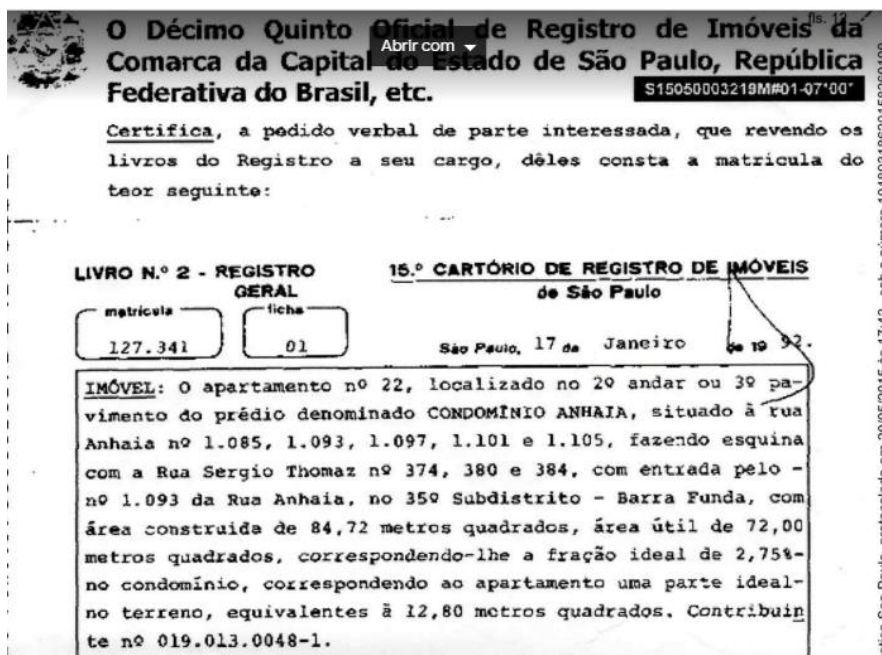 fls. 12
O Décimo Quinto Oficial de Registro de Imóveis da
Abrir com
Comarca da Capital do Estado de São Paulo, República
Federativa do Brasil, etc.
S15050003219M#01-07*00*
Certifica, a pedido verbal de parte interessada, que revendo os
livros do Registro a seu cargo, dêles consta a matricula do
teor seguinte:
LIVRO N.º 2 - REGISTRO
GERAL
15.º CARTÓRIO DE REGISTRO DE IMÓVEIS
de São Paulo
matrícula
ficha
127.341
01
São Paulo, 17 de Janeiro de 19 92.
IMÓVEL: O apartamento nº 22, localizado no 2º andar ou 3º pa-
vimento do prédio denominado CONDOMÍNIO ANHAIA, situado à rua
Anhaia nº 1.085, 1.093, 1.097, 1.101 e 1.105, fazendo esquina
com a Rua Sergio Thomaz nº 374, 380 e 384, com entrada pelo -
nº 1.093 da Rua Anhaia, no 35º Subdistrito - Barra Funda, com
área construida de 84,72 metros quadrados, área útil de 72,00
metros quadrados, correspondendo-lhe a fração ideal de 2,75%-
no condomínio, correspondendo ao apartamento uma parte ideal-
no terreno, equivalentes à 12,80 metros quadrados. Contribuin
te nº 019.013.0048-1.